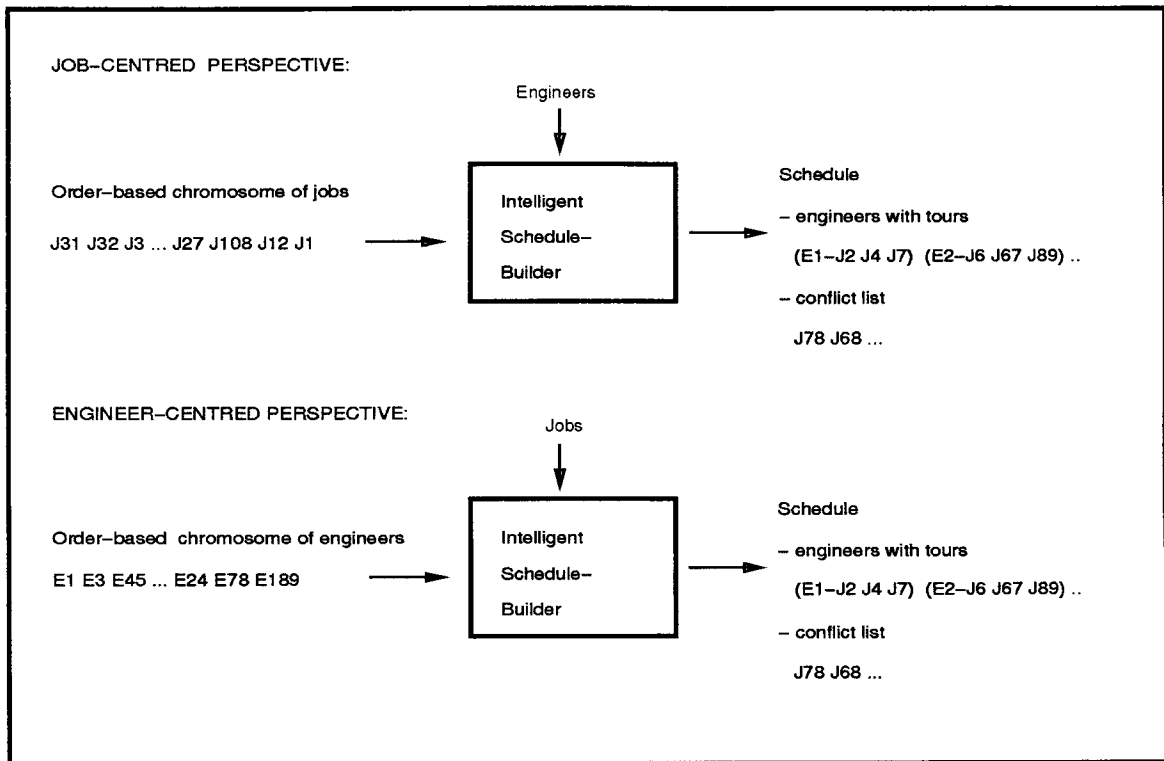 JOB–CENTRED PERSPECTIVE:
Engineers
Order–based chromosome of jobs
J31 J32 J3 ... J27 J108 J12 J1
Intelligent
Schedule–
Builder
Schedule
– engineers with tours
(E1–J2 J4 J7) (E2–J6 J67 J89) ..
– conflict list
J78 J68 ...
ENGINEER–CENTRED PERSPECTIVE:
Jobs
Order–based chromosome of engineers
E1 E3 E45 ... E24 E78 E189
Intelligent
Schedule–
Builder
Schedule
– engineers with tours
(E1–J2 J4 J7) (E2–J6 J67 J89) ..
– conflict list
J78 J68 ...